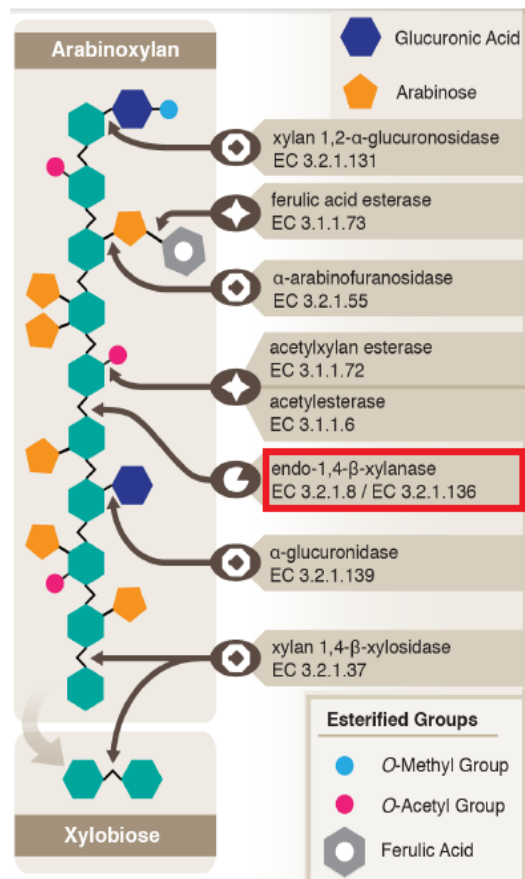 Arabinoxylan
Glucuronic Acid
Arabinose
xylan 1,2-α-glucuronosidase
EC 3.2.1.131
ferulic acid esterase
EC 3.1.1.73
α-arabinofuranosidase
EC 3.2.1.55
acetylxylan esterase
EC 3.1.1.72
acetylesterase
EC 3.1.1.6
endo-1,4-β-xylanase
EC 3.2.1.8 / EC 3.2.1.136
α-glucuronidase
EC 3.2.1.139
xylan 1,4-β-xylosidase
EC 3.2.1.37
Xylobiose
Esterified Groups
O-Methyl Group
O-Acetyl Group
Ferulic Acid